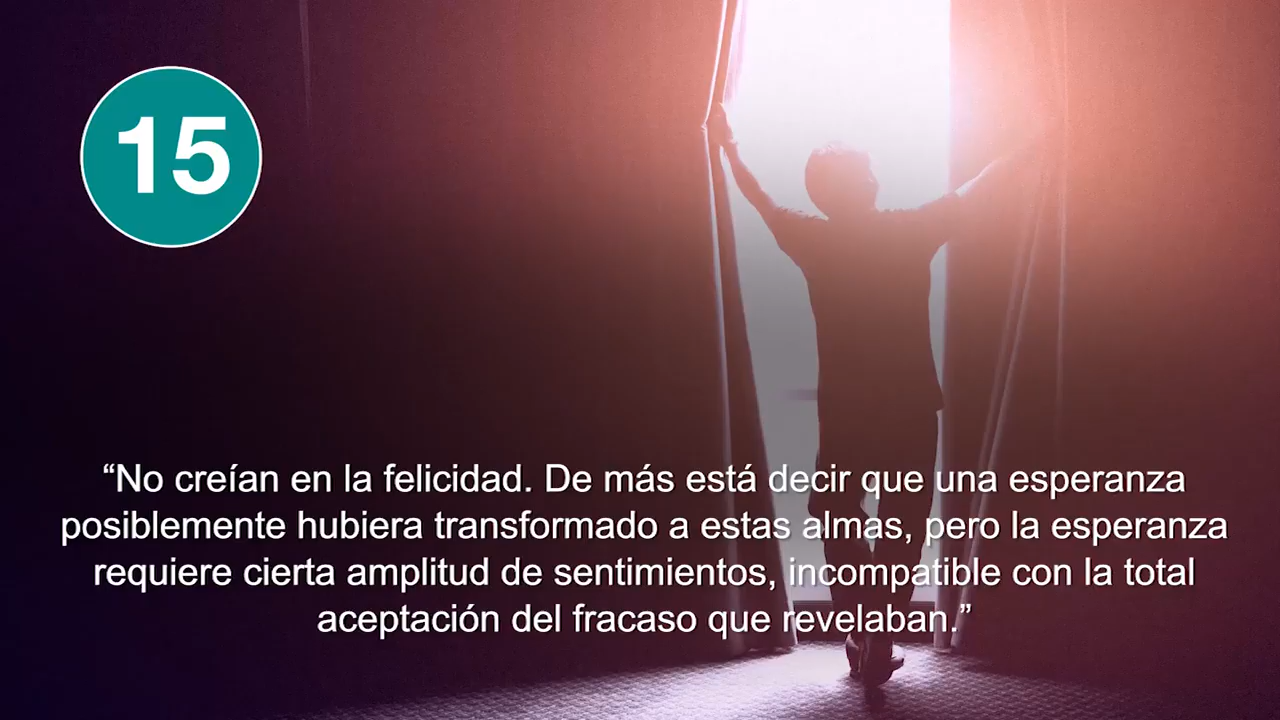 15
“No creían en la felicidad. De más está decir que una esperanza
posiblemente hubiera transformado a estas almas, pero la esperanza
requiere cierta amplitud de sentimientos, incompatible con la total
aceptación del fracaso que revelaban.”